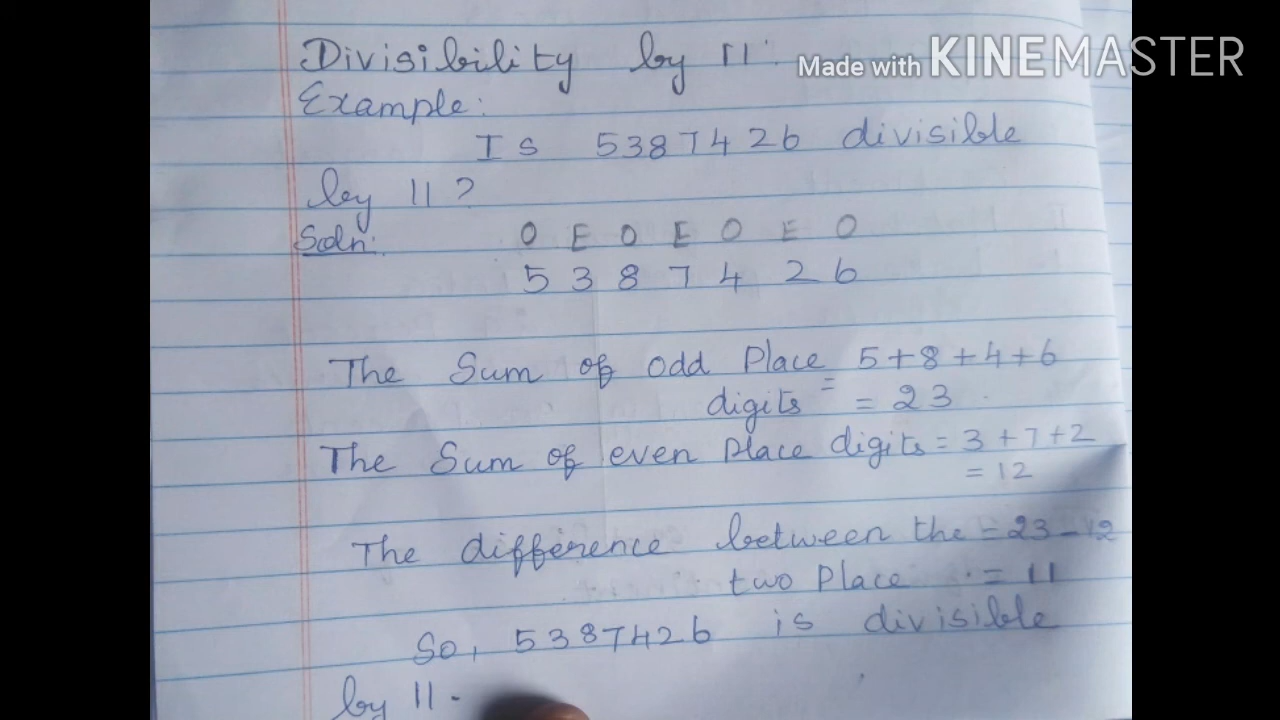 Divisibility by 11:
Made with KINEMASTER
Example:
Is 5387426 divisible
by 11?
Soln:
O E O E O E O
5 3 8 7 4 2 6
The Sum of odd Place 5+8+4+6
digits = = 23
The Sum of even Place digits = 3+7+2
= 12
The difference between the = 23-12
two Place = 11
So, 5387426 is divisible
by 11.